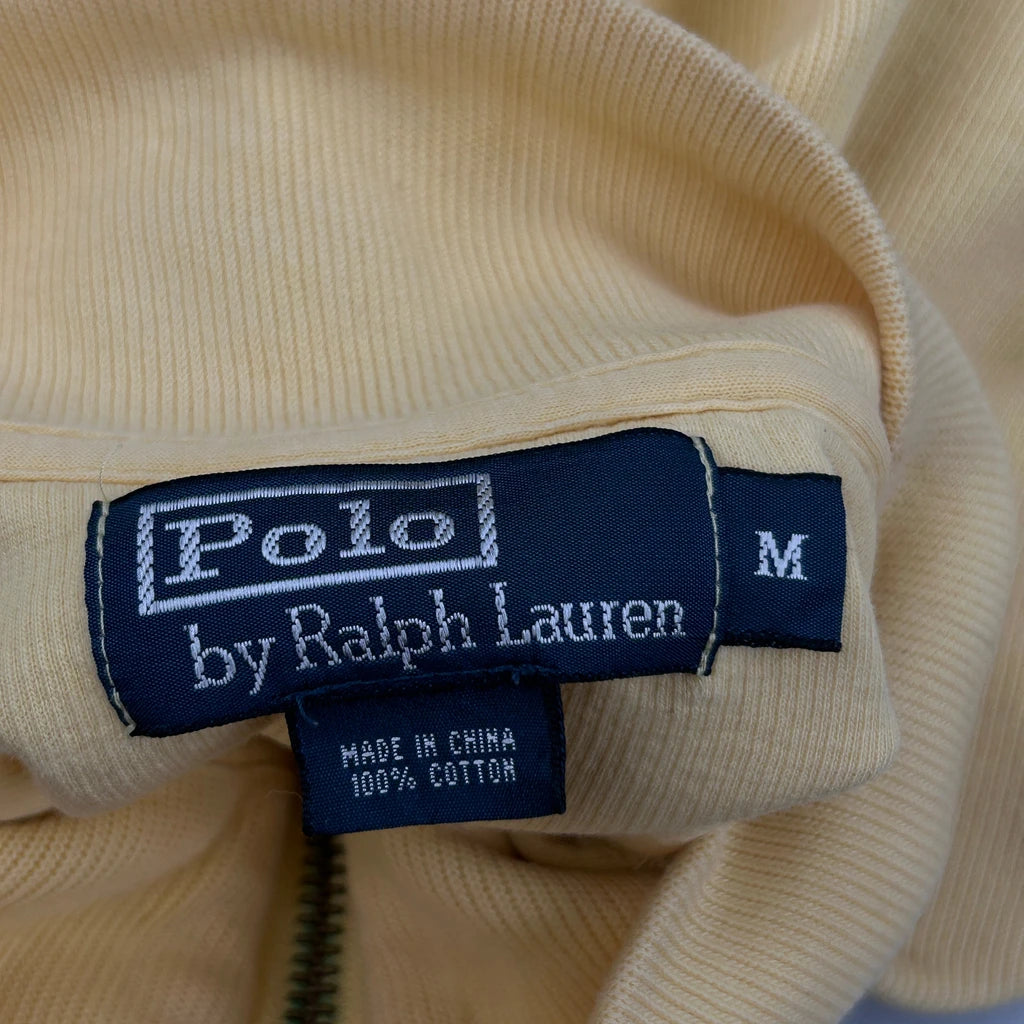 Polo
by Ralph Lauren
M
MADE IN CHINA
100% COTTON